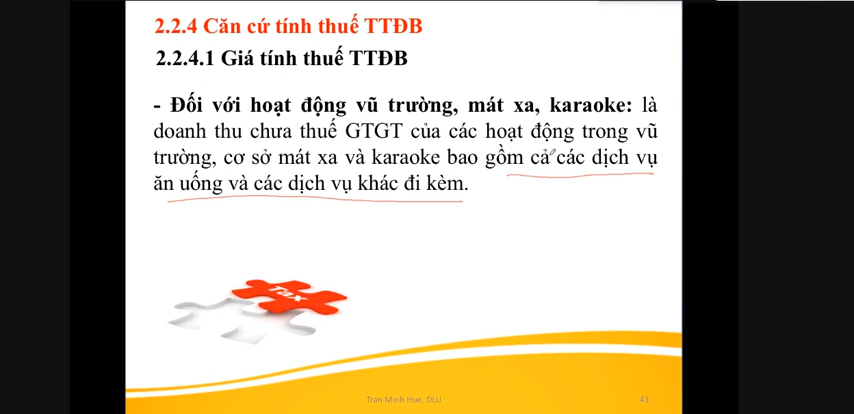 2.2.4 Căn cứ tính thuế TTĐB
2.2.4.1 Giá tính thuế TTĐB
- Đối với hoạt động vũ trường, mát xa, karaoke: là
doanh thu chưa thuế GTGT của các hoạt động trong vũ
trường, cơ sở mát xa và karaoke bao gồm cả các dịch vụ
ăn uống và các dịch vụ khác đi kèm.
Tax
Tran Minh Hue, DLU
43